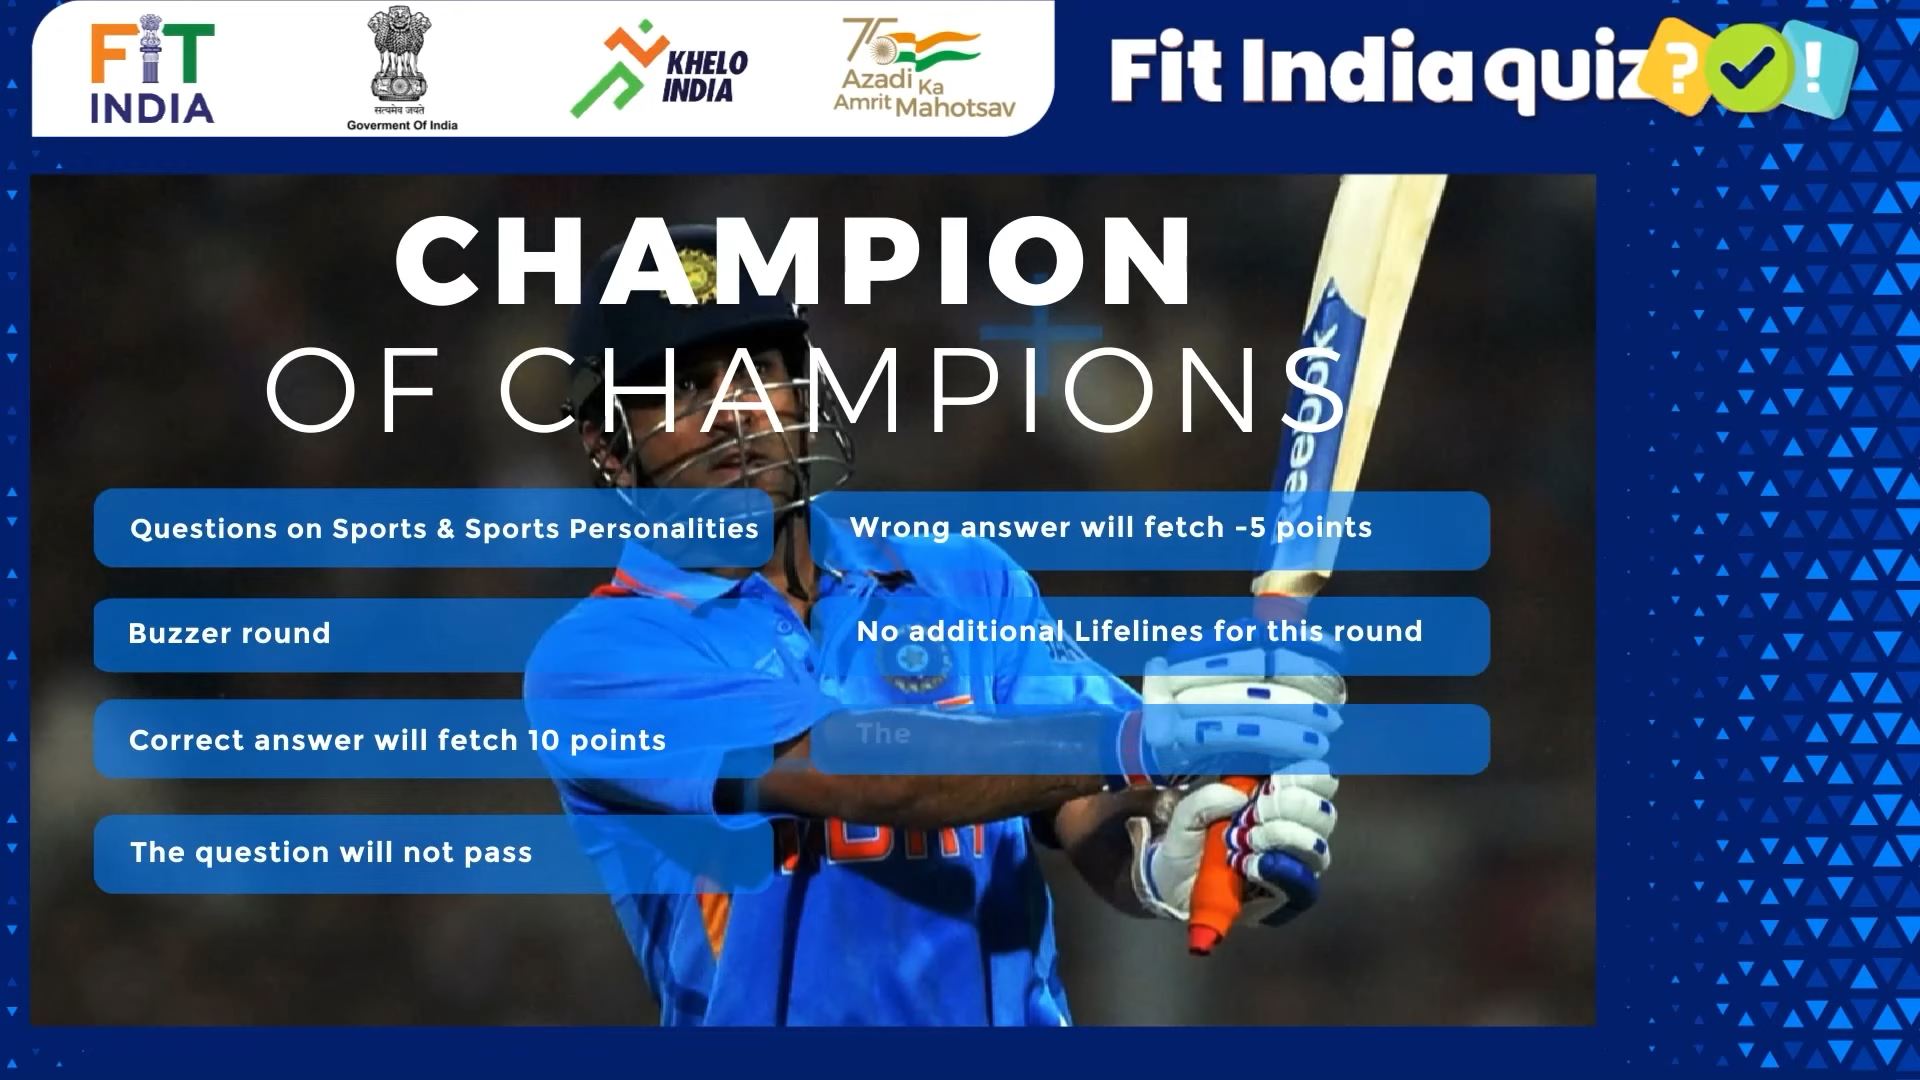 FIT
INDIA
सत्यमेव जयते
Goverment Of India
KHELO
INDIA
75
Azadi Ka
Amrit Mahotsav
Fit India quiz?!
CHAMPION
OF CHAMPIONS
Reebok
Questions on Sports & Sports Personalities
Buzzer round
Correct answer will fetch 10 points
The question will not pass
Wrong answer will fetch -5 points
No additional Lifelines for this round
The